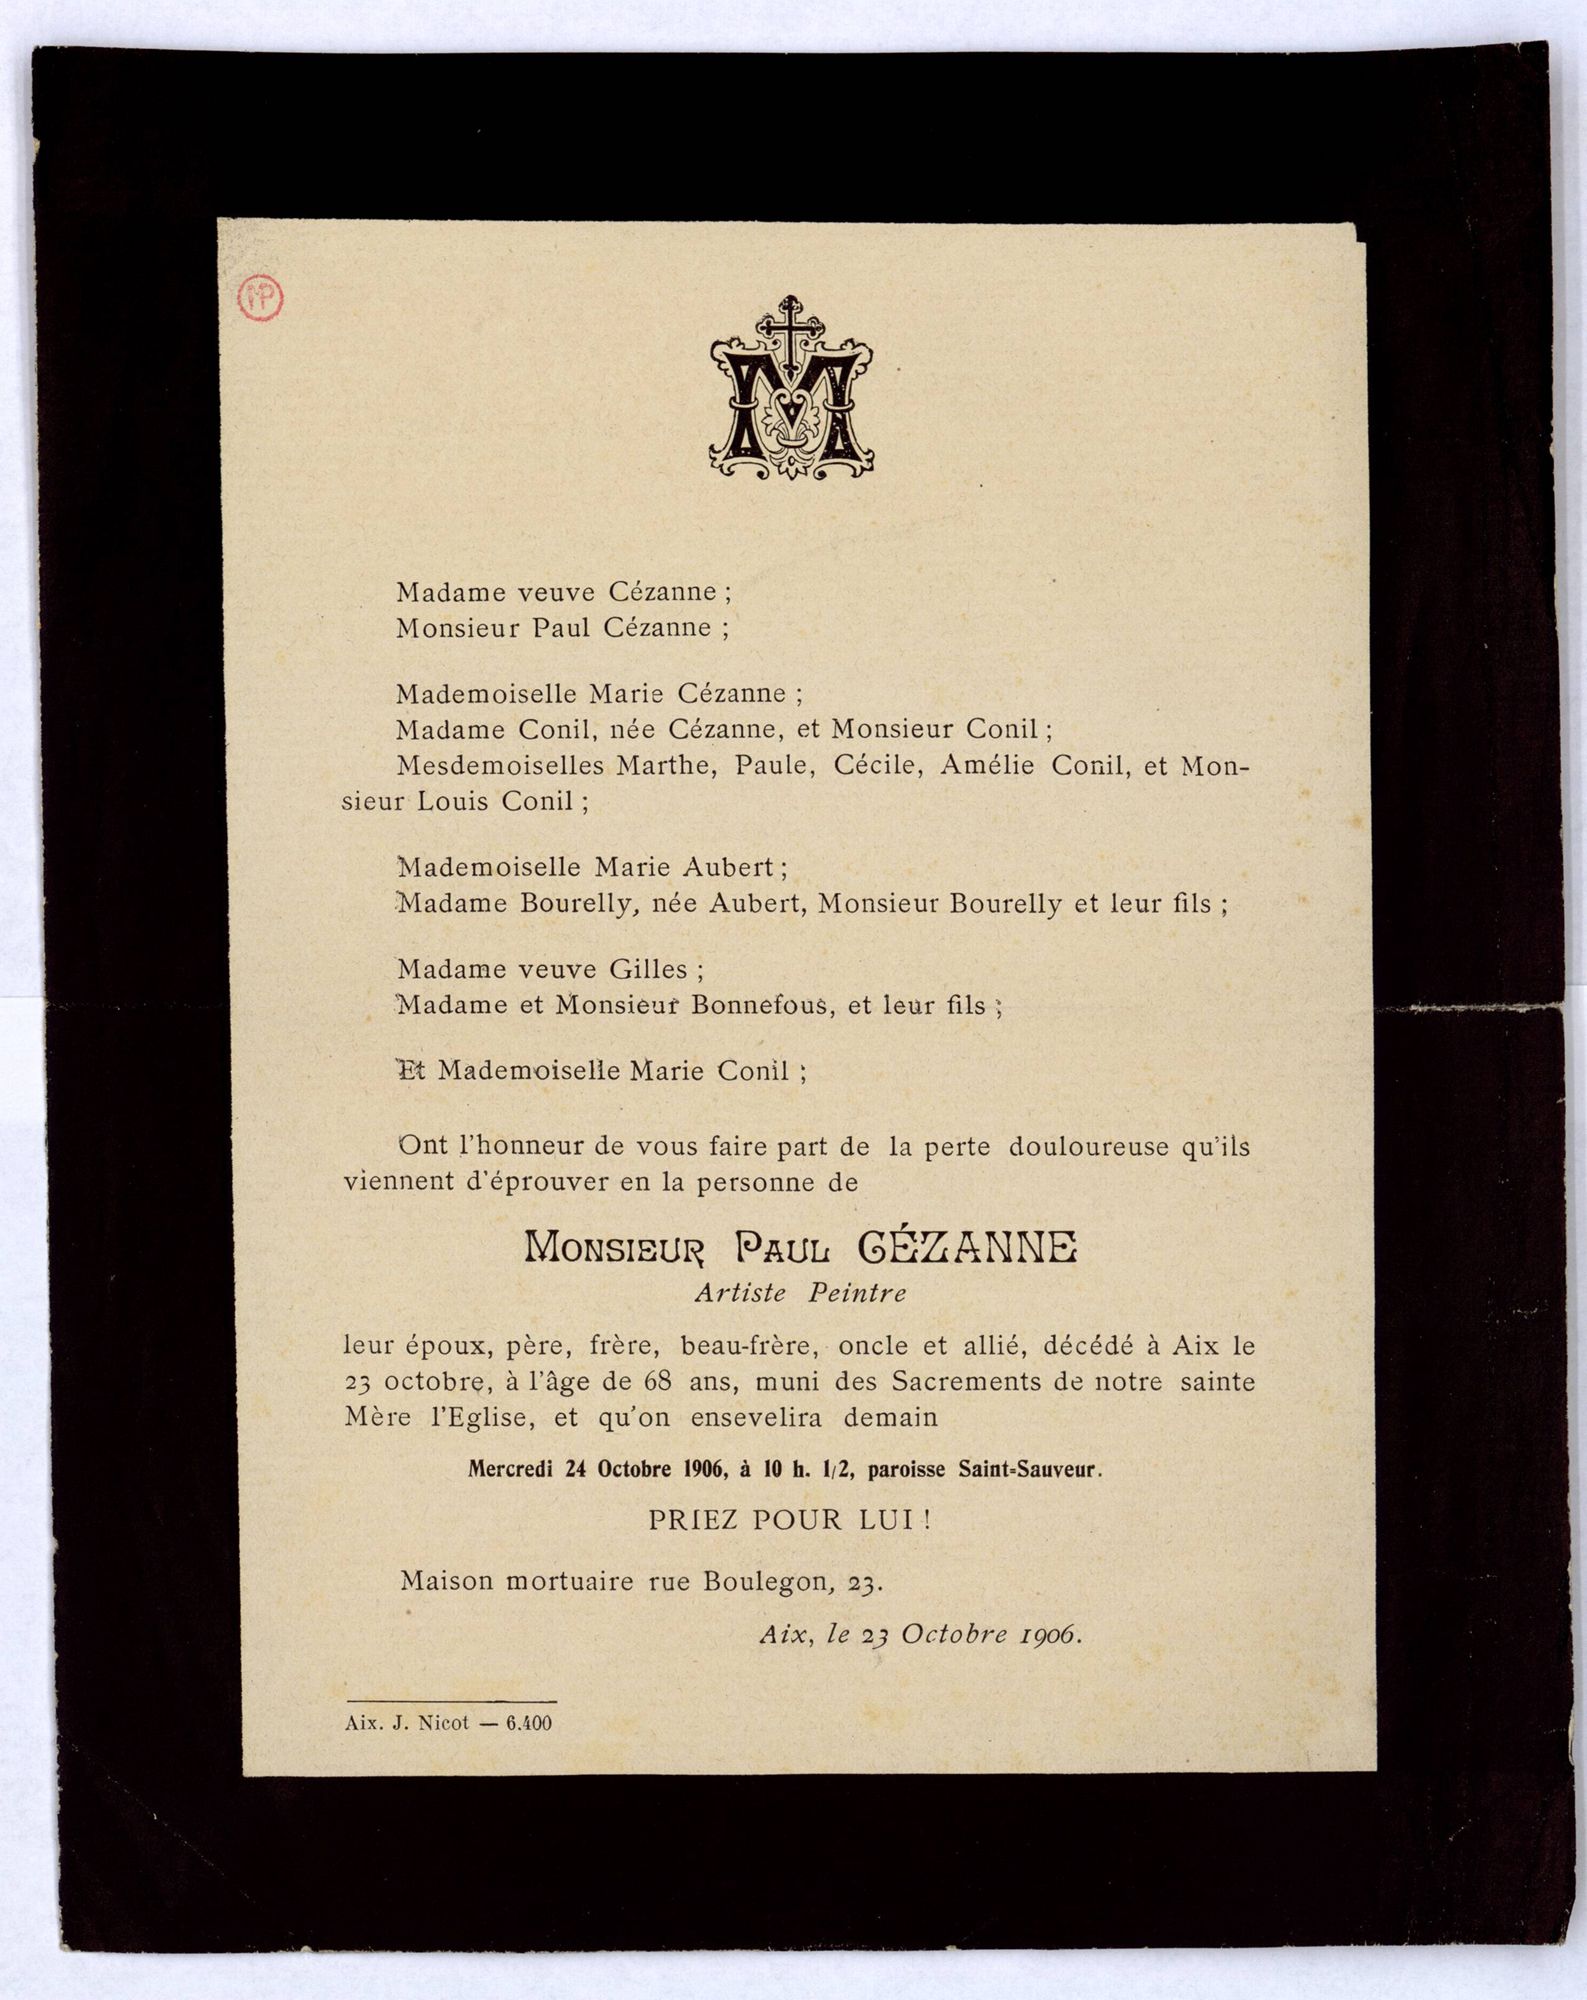 MP
M
Madame veuve Cézanne ;
Monsieur Paul Cézanne ;
Mademoiselle Marie Cézanne ;
Madame Conil, née Cézanne, et Monsieur Conil ;
Mesdemoiselles Marthe, Paule, Cécile, Amélie Conil, et Mon-
sieur Louis Conil ;
Mademoiselle Marie Aubert ;
Madame Bourelly, née Aubert, Monsieur Bourelly et leur fils ;
Madame veuve Gilles ;
Madame et Monsieur Bonnefous, et leur fils ;
Et Mademoiselle Marie Conil ;
Ont l'honneur de vous faire part de la perte douloureuse qu'ils
viennent d'éprouver en la personne de
Monsieur Paul CÉZANNE
Artiste Peintre
leur époux, père, frère, beau-frère, oncle et allié, décédé à Aix le
23 octobre, à l'âge de 68 ans, muni des Sacrements de notre sainte
Mère l'Eglise, et qu'on ensevelira demain
Mercredi 24 Octobre 1906, à 10 h. 1/2, paroisse Saint-Sauveur.
PRIEZ POUR LUI !
Maison mortuaire rue Boulegon, 23.
Aix, le 23 Octobre 1906.
Aix. J. Nicot — 6.400